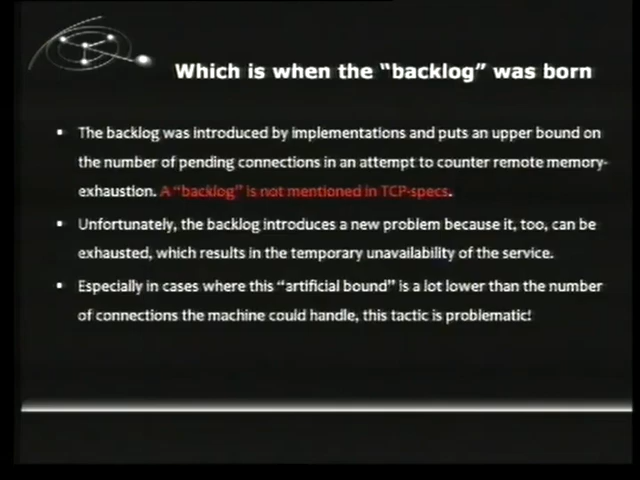 Which is when the “backlog” was born
▪ The backlog was introduced by implementations and puts an upper bound on
the number of pending connections in an attempt to counter remote memory-
exhaustion. A “backlog” is not mentioned in TCP-specs.
▪ Unfortunately, the backlog introduces a new problem because it, too, can be
exhausted, which results in the temporary unavailability of the service.
▪ Especially in cases where this “artificial bound” is a lot lower than the number
of connections the machine could handle, this tactic is problematic!